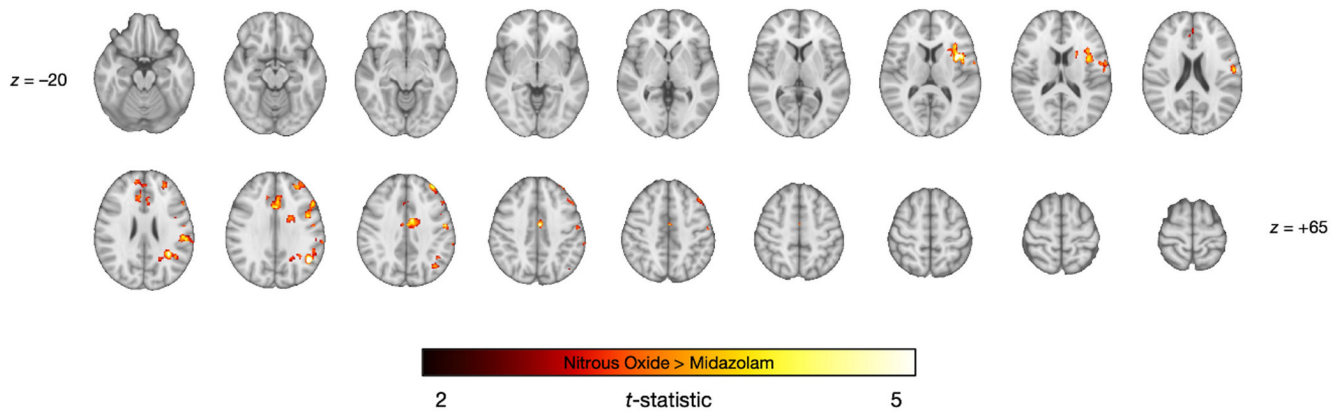 z = –20
z = +65
Nitrous Oxide > Midazolam
2 t-statistic 5